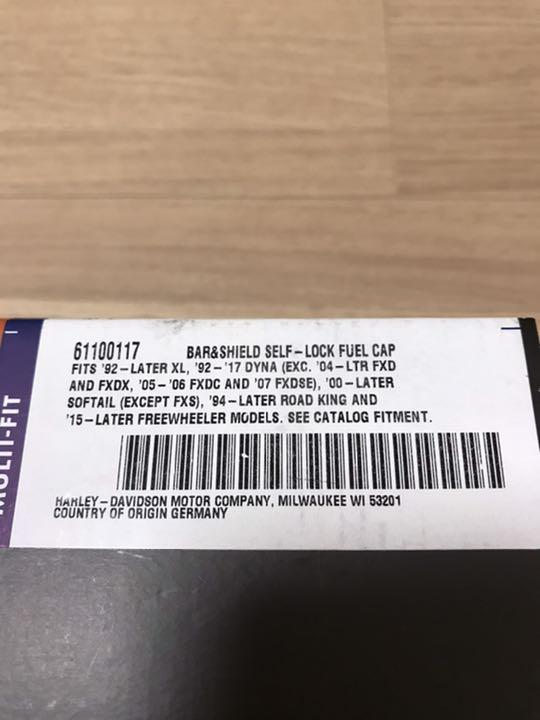 61100117 BAR&SHIELD SELF-LOCK FUEL CAP
FITS '92-LATER XL, '92-'17 DYNA (EXC. '04-LTR FXD
AND FXDX, '05-'06 FXDC AND '07 FXDSE), '00-LATER
SOFTAIL (EXCEPT FXS), '94-LATER ROAD KING AND
'15-LATER FREEWHEELER MODELS. SEE CATALOG FITMENT.
HARLEY-DAVIDSON MOTOR COMPANY, MILWAUKEE WI 53201
COUNTRY OF ORIGIN GERMANY
MULTI-FIT